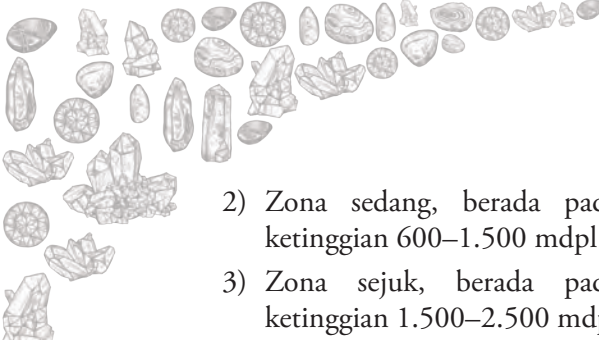 2) Zona sedang, berada pad
ketinggian 600–1.500 mdpl
3) Zona sejuk, berada pad
ketinggian 1.500–2.500 mdp